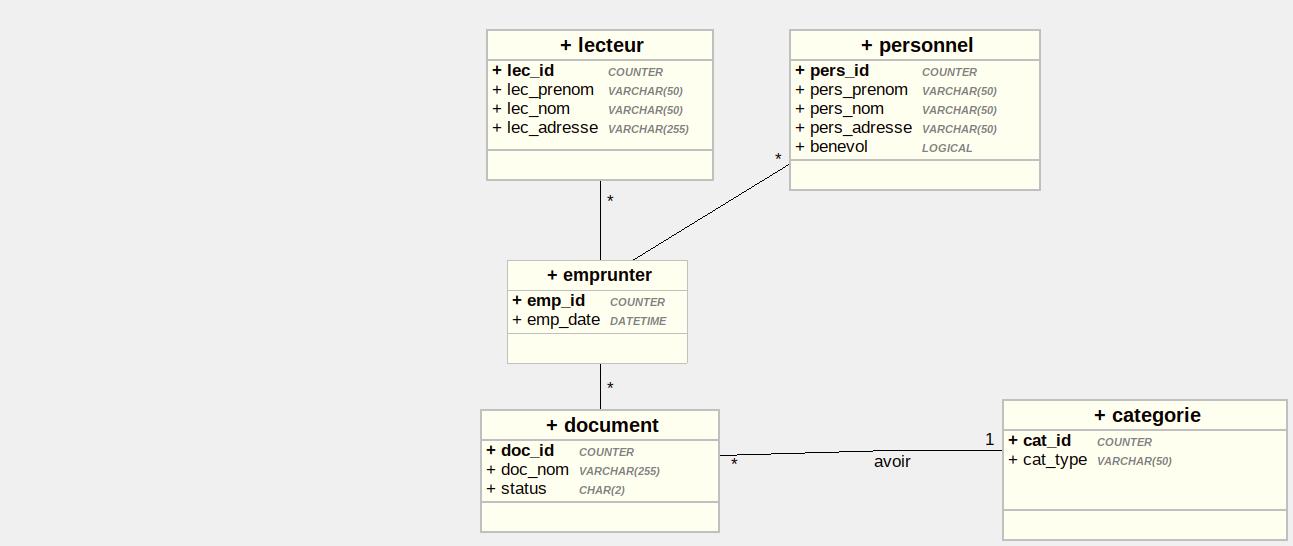 + lecteur
+ lec_id COUNTER
+ lec_prenom VARCHAR(50)
+ lec_nom VARCHAR(50)
+ lec_adresse VARCHAR(255)
+ personnel
+ pers_id COUNTER
+ pers_prenom VARCHAR(50)
+ pers_nom VARCHAR(50)
+ pers_adresse VARCHAR(50)
+ benevol LOGICAL
*
*
+ emprunter
+ emp_id COUNTER
+ emp_date DATETIME
*
+ document
+ doc_id COUNTER
+ doc_nom VARCHAR(255)
+ status CHAR(2)
*
avoir
1
+ categorie
+ cat_id COUNTER
+ cat_type VARCHAR(50)